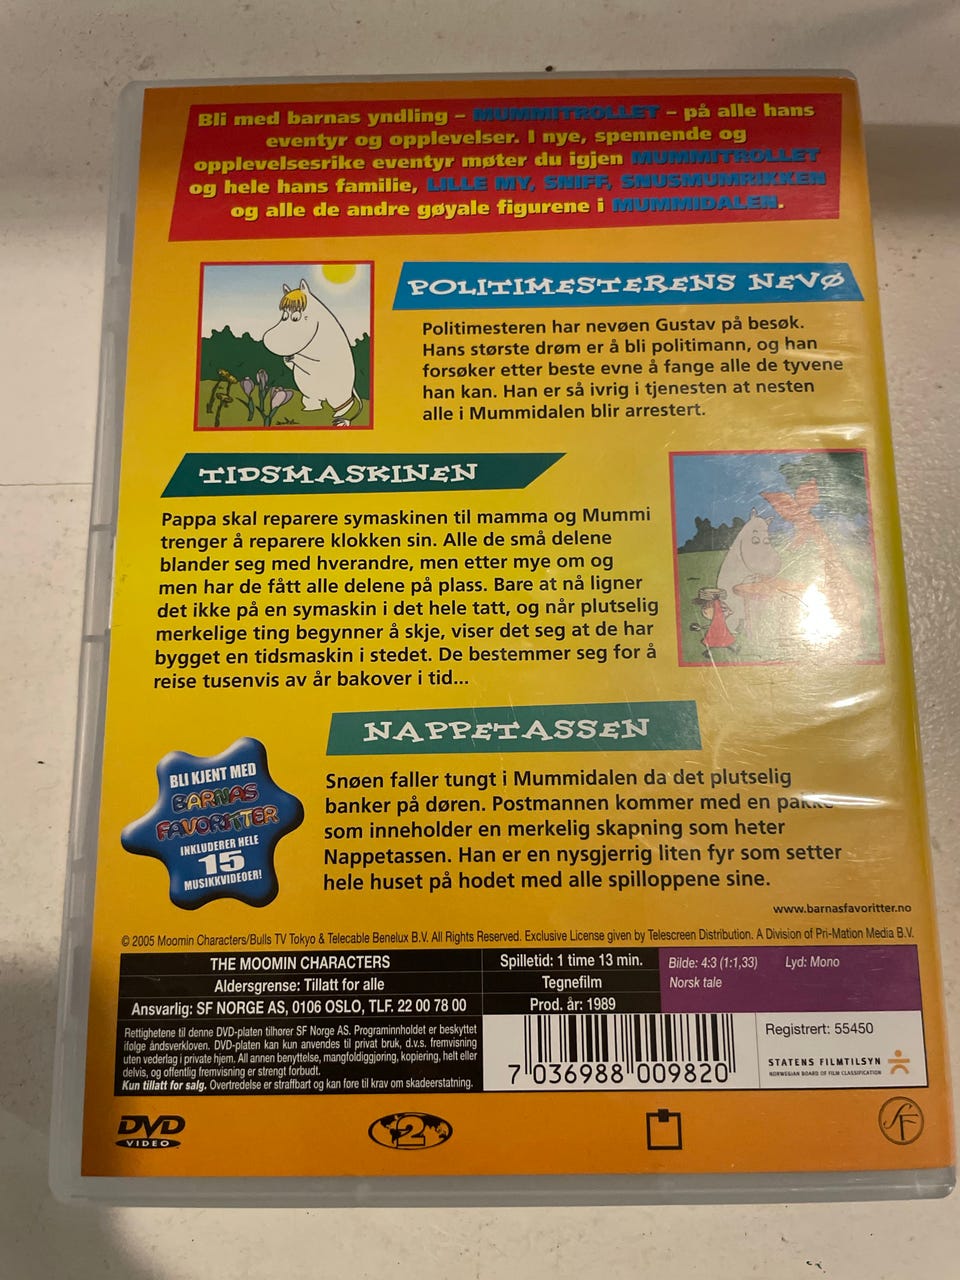 Bli med barnas yndling – MUMMITROLLET – på alle hans
eventyr og opplevelser. I nye, spennende og
opplevelsesrike eventyr møter du igjen MUMMITROLLET
og hele hans familie, LILLE MY, SNIFF, SNUSMUMRIKKEN
og alle de andre gøyale figurene i MUMMIDALEN.
POLITIMESTERENS NEVØ
Politimesteren har nevøen Gustav på besøk.
Hans største drøm er å bli politimann, og han
forsøker etter beste evne å fange alle de tyvene
han kan. Han er så ivrig i tjenesten at nesten
alle i Mummidalen blir arrestert.
TIDSMASKINEN
Pappa skal reparere symaskinen til mamma og Mummi
trenger å reparere klokken sin. Alle de små delene
blander seg med hverandre, men etter mye om og
men har de fått alle delene på plass. Bare at nå ligner
det ikke på en symaskin i det hele tatt, og når plutselig
merkelige ting begynner å skje, viser det seg at de har
bygget en tidsmaskin i stedet. De bestemmer seg for å
reise tusenvis av år bakover i tid...
NAPPETASSEN
Snøen faller tungt i Mummidalen da det plutselig
banker på døren. Postmannen kommer med en pakke
som inneholder en merkelig skapning som heter
Nappetassen. Han er en nysgjerrig liten fyr som setter
hele huset på hodet med alle spilloppene sine.
BLI KJENT MED
BARNAS
FAVORITTER
INKLUDERER HELE
15
MUSIKKVIDEOER!
www.barnasfavoritter.no
© 2005 Moomin Characters/Bulls TV Tokyo & Telecable Benelux B.V. All Rights Reserved. Exclusive License given by Telescreen Distribution. A Division of Pri-Mation Media B.V.
THE MOOMIN CHARACTERS
Aldersgrense: Tillatt for alle
Ansvarlig: SF NORGE AS, 0106 OSLO, TLF. 22 00 78 00
Spilletid: 1 time 13 min.
Tegnefilm
Prod. år: 1989
Bilde: 4:3 (1:1,33) Lyd: Mono
Norsk tale
Rettighetene til denne DVD-platen tilhører SF Norge AS. Programinnholdet er beskyttet
ifølge åndsverkloven. DVD-platen kan kun anvendes til privat bruk, d.v.s. fremvisning
uten vederlag i private hjem. All annen benyttelse, mangfoldiggjøring, kopiering, helt eller
delvis, og offentlig fremvisning er strengt forbudt.
Kun tillatt for salg. Overtredelse er straffbart og kan føre til krav om skadeerstatning.
7 036988 009820
Registrert: 55450
STATENS FILMTILSYN
NORWEGIAN BOARD OF FILM CLASSIFICATION
DVD
VIDEO
2
SF